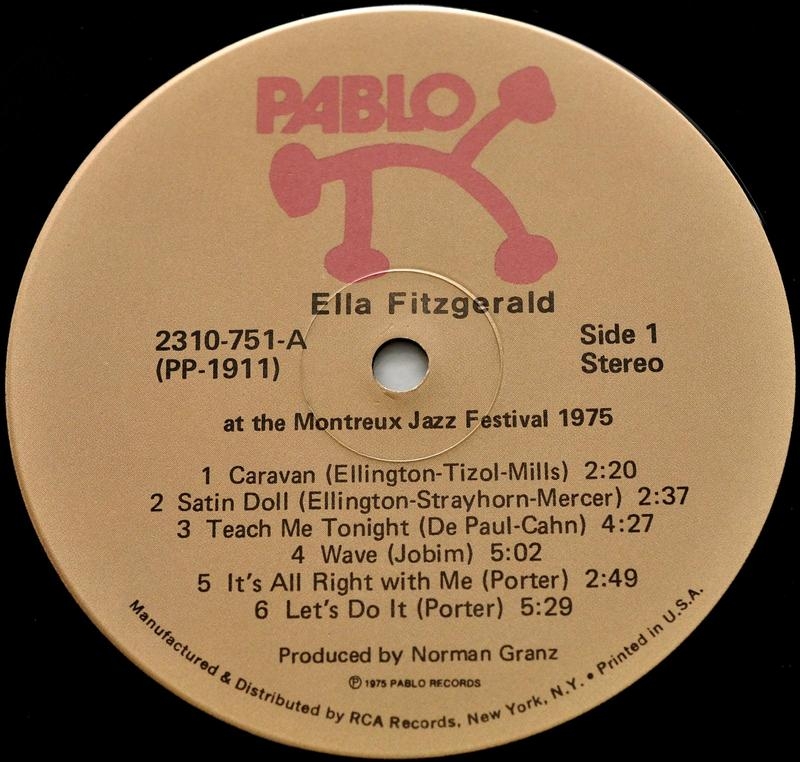 PABLO
Ella Fitzgerald
2310-751-A
(PP-1911)
Side 1
Stereo
at the Montreux Jazz Festival 1975
1 Caravan (Ellington-Tizol-Mills) 2:20
2 Satin Doll (Ellington-Strayhorn-Mercer) 2:37
3 Teach Me Tonight (De Paul-Cahn) 4:27
4 Wave (Jobim) 5:02
5 It's All Right with Me (Porter) 2:49
6 Let's Do It (Porter) 5:29
Produced by Norman Granz
℗ 1975 PABLO RECORDS
Manufactured & Distributed by RCA Records, New York, N.Y. • Printed in U.S.A.